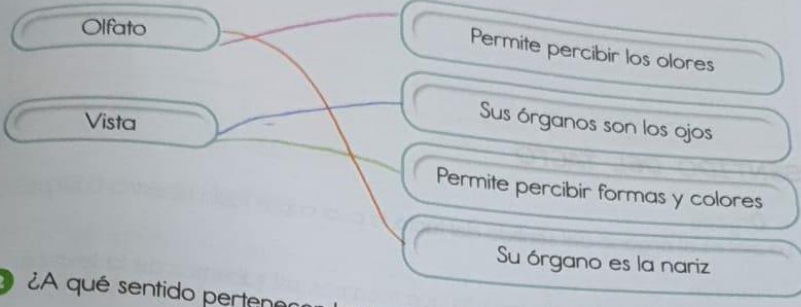 Olfato
Permite percibir los olores
Vista
Sus órganos son los ojos
Permite percibir formas y colores
Su órgano es la nariz
¿A qué sentido